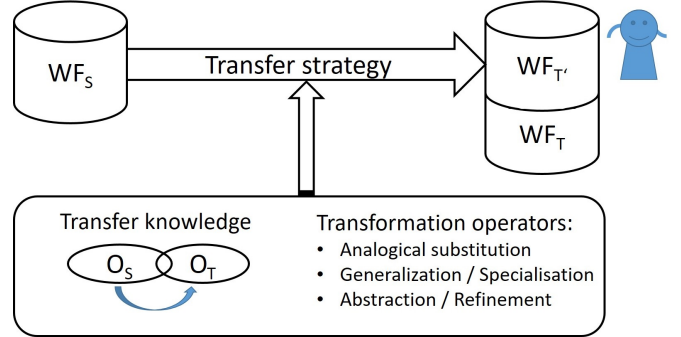 WFS
Transfer strategy
WFT‘
WFT
Transfer knowledge
OS
OT
Transformation operators:
• Analogical substitution
• Generalization / Specialisation
• Abstraction / Refinement